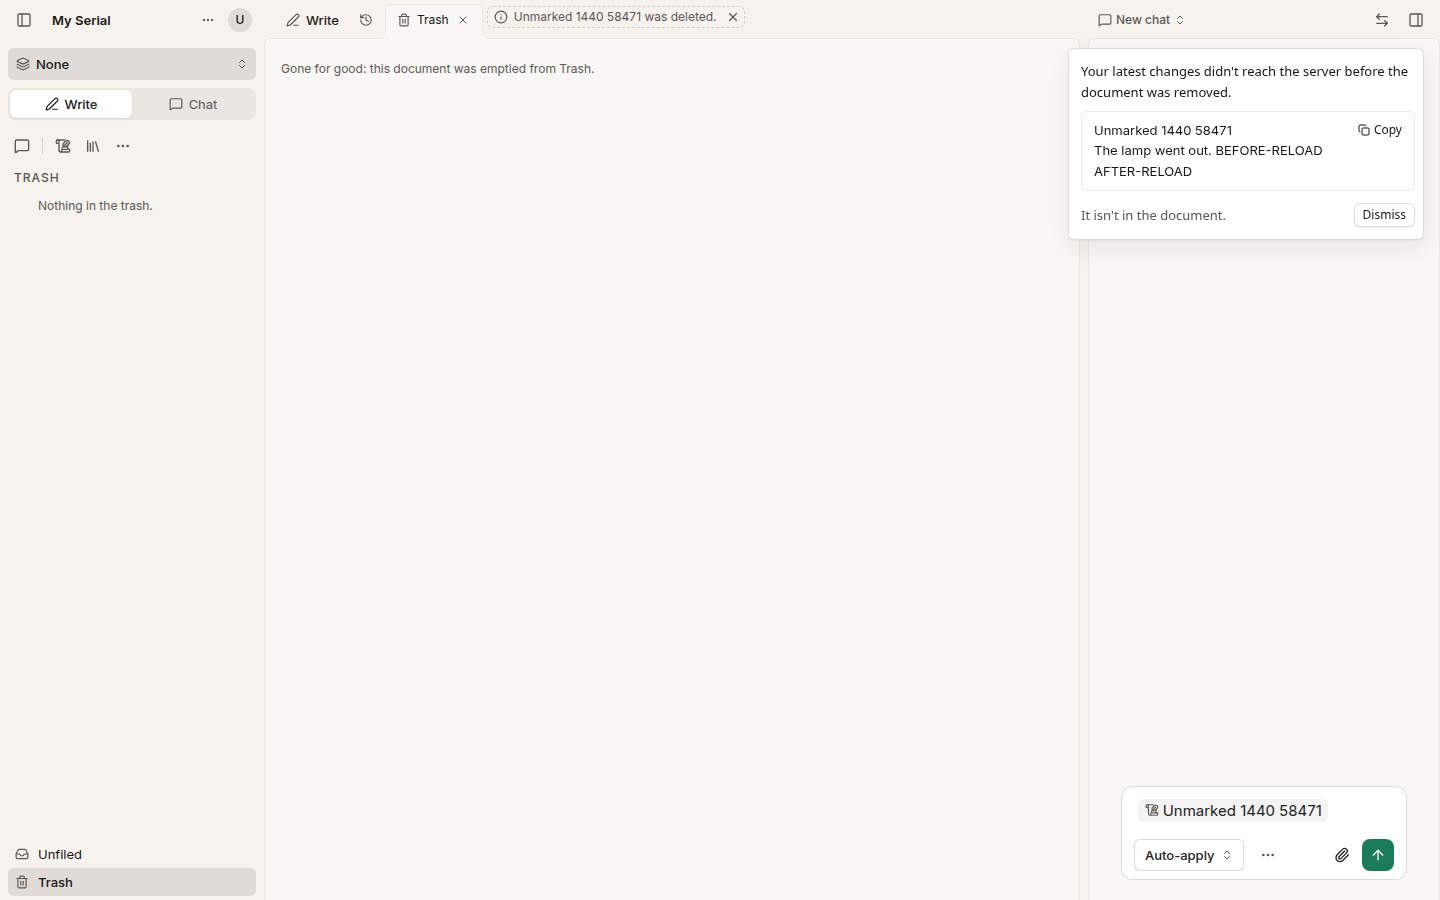 My Serial
U
Write
Trash
Unmarked 1440 58471 was deleted.
New chat
None
Write
Chat
TRASH
Nothing in the trash.
Gone for good: this document was emptied from Trash.
Your latest changes didn't reach the server before the
document was removed.
Unmarked 1440 58471
Copy
The lamp went out. BEFORE-RELOAD
AFTER-RELOAD
It isn't in the document.
Dismiss
Unmarked 1440 58471
Auto-apply
Unfiled
Trash